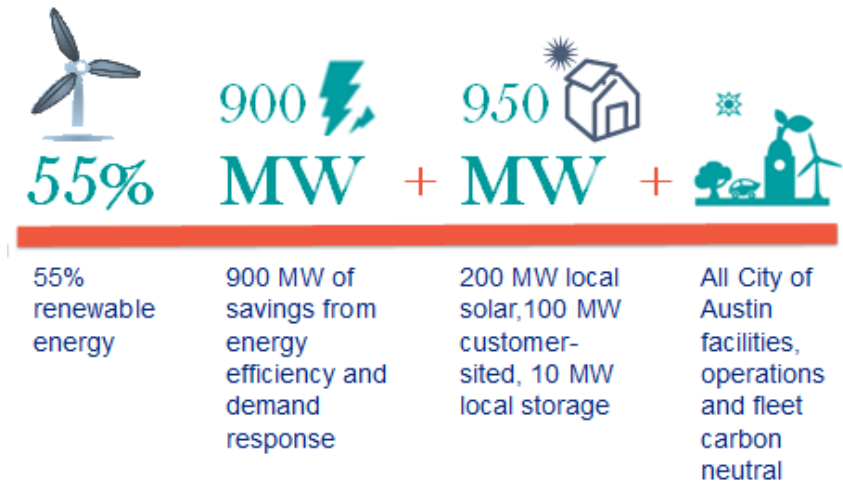 55%
900
MW
+
950
MW
+
55%
renewable
energy
900 MW of
savings from
energy
efficiency and
demand
response
200 MW local
solar,100 MW
customer-
sited, 10 MW
local storage
All City of
Austin
facilities,
operations
and fleet
carbon
neutral